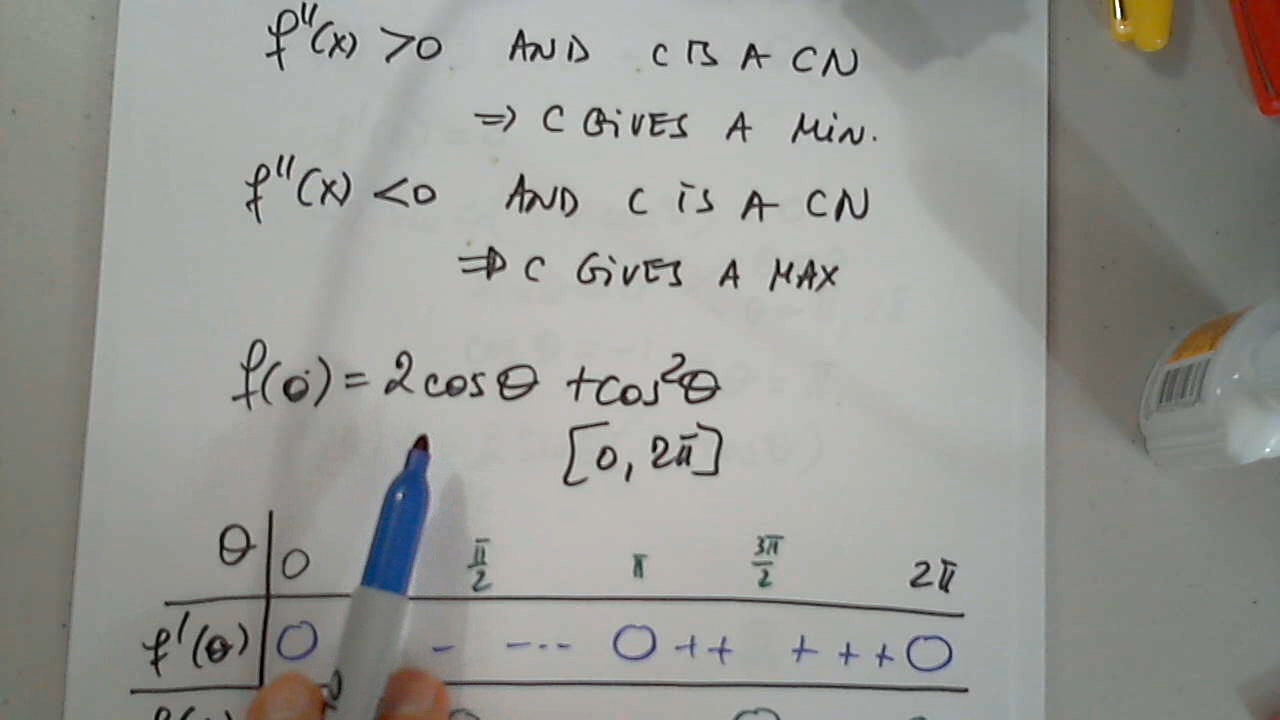 f''(x) >0 AND C IS A CN
⇒ C GiVES A MiN.
f''(x) <0 AND C iS A CN
⇒ C GiVES A MAX
f(θ) = 2cosθ +cos²θ
[0, 2π]
θ 0 π/2 π 3π/2 2π
f'(θ) 0 - --- 0 ++ +++ 0